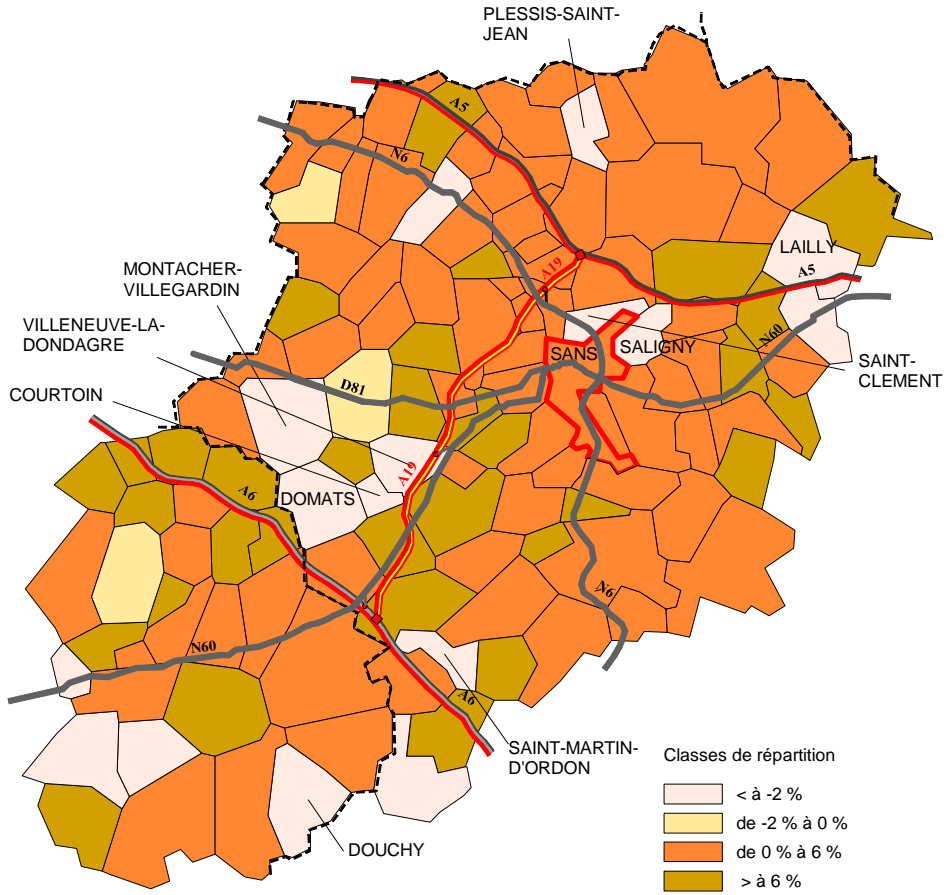 PLESSIS-SAINT-
JEAN
A5
N6
LAILLY
A5
MONTACHER-
VILLEGARDIN
A19
VILLENEUVE-LA-
DONDAGRE
SANS
SALIGNY
N60
SAINT-
CLEMENT
COURTOIN
D81
A19
A6
DOMATS
N6
N60
A6
SAINT-MARTIN-
D'ORDON
DOUCHY
Classes de répartition
< à -2 %
de -2 % à 0 %
de 0 % à 6 %
> à 6 %